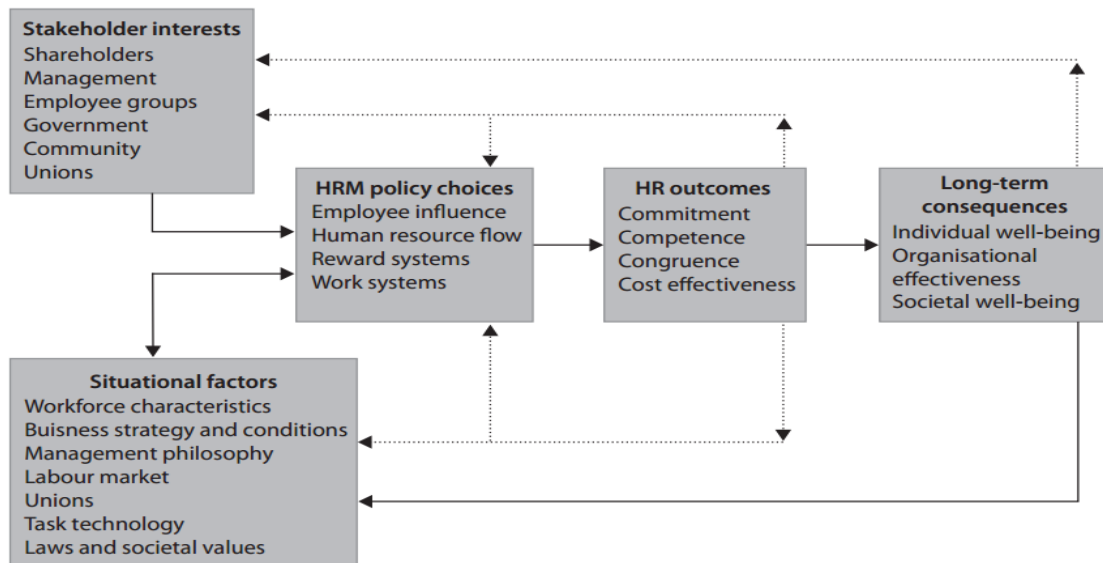 Stakeholder interests
Shareholders
Management
Employee groups
Government
Community
Unions
HRM policy choices
Employee influence
Human resource flow
Reward systems
Work systems
HR outcomes
Commitment
Competence
Congruence
Cost effectiveness
Long-term
consequences
Individual well-being
Organisational
effectiveness
Societal well-being
Situational factors
Workforce characteristics
Buisness strategy and conditions
Management philosophy
Labour market
Unions
Task technology
Laws and societal values